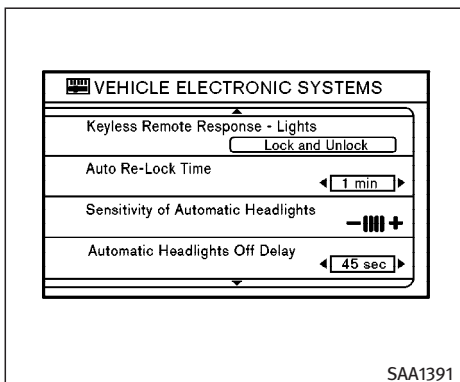 VEHICLE ELECTRONIC SYSTEMS
Keyless Remote Response - Lights
Lock and Unlock
Auto Re-Lock Time
1 min
Sensitivity of Automatic Headlights
− +
Automatic Headlights Off Delay
45 sec
SAA1391